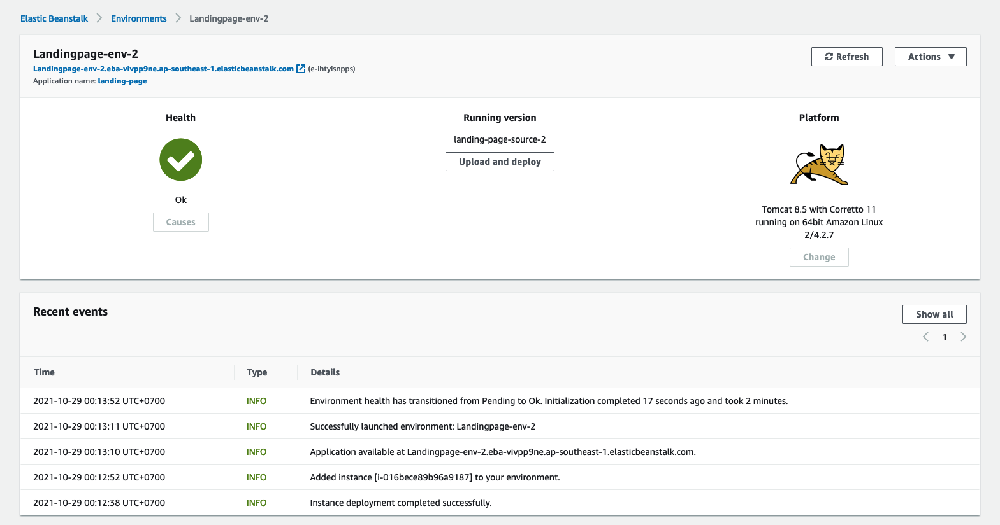 Elastic Beanstalk > Environments > Landingpage-env-2
Landingpage-env-2
Landingpage-env-2.eba-vivpp9ne.ap-southeast-1.elasticbeanstalk.com (e-ihtyisnpps)
Application name: landing-page
Refresh
Actions
Health
Ok
Causes
Running version
landing-page-source-2
Upload and deploy
Platform
Tomcat 8.5 with Corretto 11
running on 64bit Amazon Linux
2/4.2.7
Change
Recent events
Show all
1
Time Type Details
2021-10-29 00:13:52 UTC+0700 INFO Environment health has transitioned from Pending to Ok. Initialization completed 17 seconds ago and took 2 minutes.
2021-10-29 00:13:11 UTC+0700 INFO Successfully launched environment: Landingpage-env-2
2021-10-29 00:13:10 UTC+0700 INFO Application available at Landingpage-env-2.eba-vivpp9ne.ap-southeast-1.elasticbeanstalk.com.
2021-10-29 00:12:52 UTC+0700 INFO Added instance [i-016bece89b96a9187] to your environment.
2021-10-29 00:12:38 UTC+0700 INFO Instance deployment completed successfully.